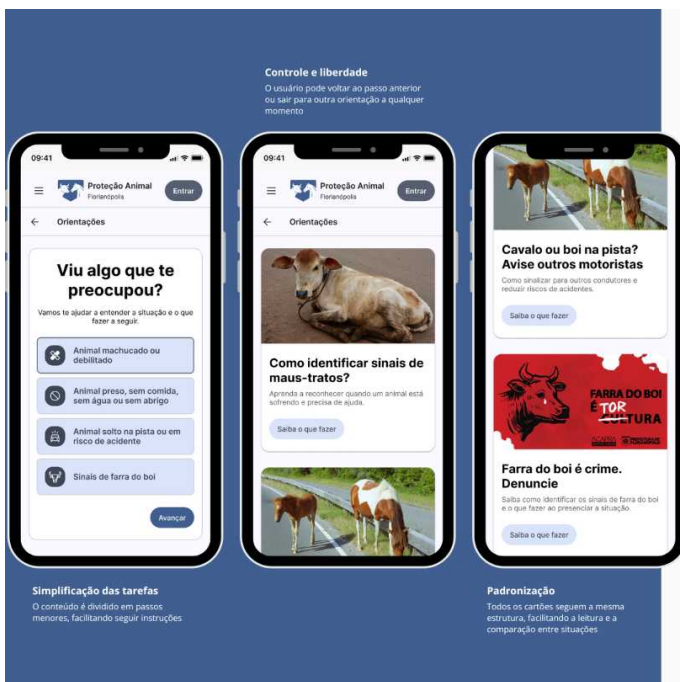 Controle e liberdade
O usuário pode voltar ao passo anterior
ou sair para outra orientação a qualquer
momento
09:41
Proteção Animal
Florianópolis
Entrar
Orientações
Viu algo que te
preocupou?
Vamos te ajudar a entender a situação e o que
fazer a seguir.
Animal machucado ou
debilitado
Animal preso, sem comida,
sem água ou sem abrigo
Animal solto na pista ou em
risco de acidente
Sinais de farra do boi
Avançar
Simplificação das tarefas
O conteúdo é dividido em passos
menores, facilitando seguir instruções
09:41
Proteção Animal
Florianópolis
Entrar
Orientações
Como identificar sinais de
maus-tratos?
Aprenda a reconhecer quando um animal está
sofrendo e precisa de ajuda.
Saiba o que fazer
Cavalo ou boi na pista?
Avise outros motoristas
Como sinalizar para outros condutores e
reduzir riscos de acidentes.
Saiba o que fazer
FARRA DO BOI
É TOR
CULTURA
ACAPRA
Farra do boi é crime.
Denuncie
Saiba como identificar os sinais de farra do boi
e o que fazer ao presenciar a situação.
Saiba o que fazer
Padronização
Todos os cartões seguem a mesma
estrutura, facilitando a leitura e a
comparação entre situações